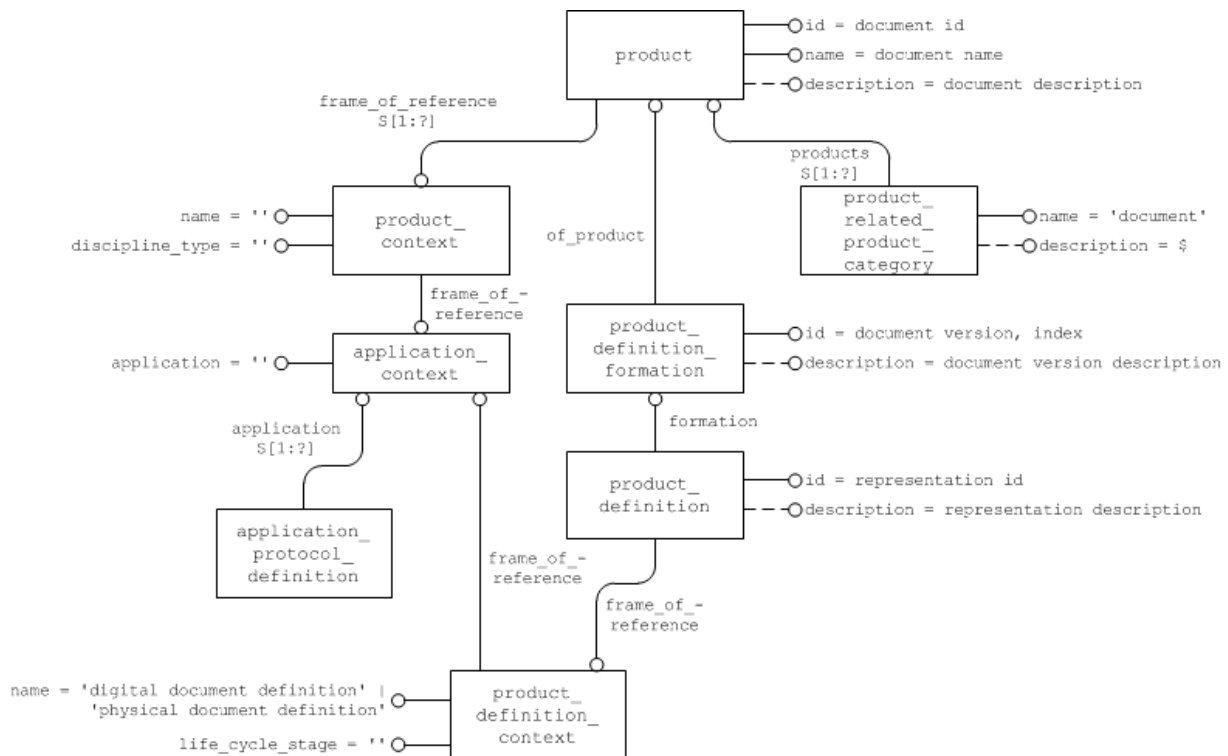 id = document id
product
name = document name
description = document description
frame_of_reference
S[1:?]
products
S[1:?]
name = ''
product_
context
discipline_type = ''
product_
related_
product_
category
name = 'document'
description = $
of_product
frame_of_-
reference
application = ''
application_
context
product_
definition_
formation
id = document version, index
description = document version description
formation
application
S[1:?]
product_
definition
id = representation id
description = representation description
application_
protocol_
definition
frame_of_-
reference
frame_of_-
reference
name = 'digital document definition' |
'physical document definition'
product_
definition_
context
life_cycle_stage = ''